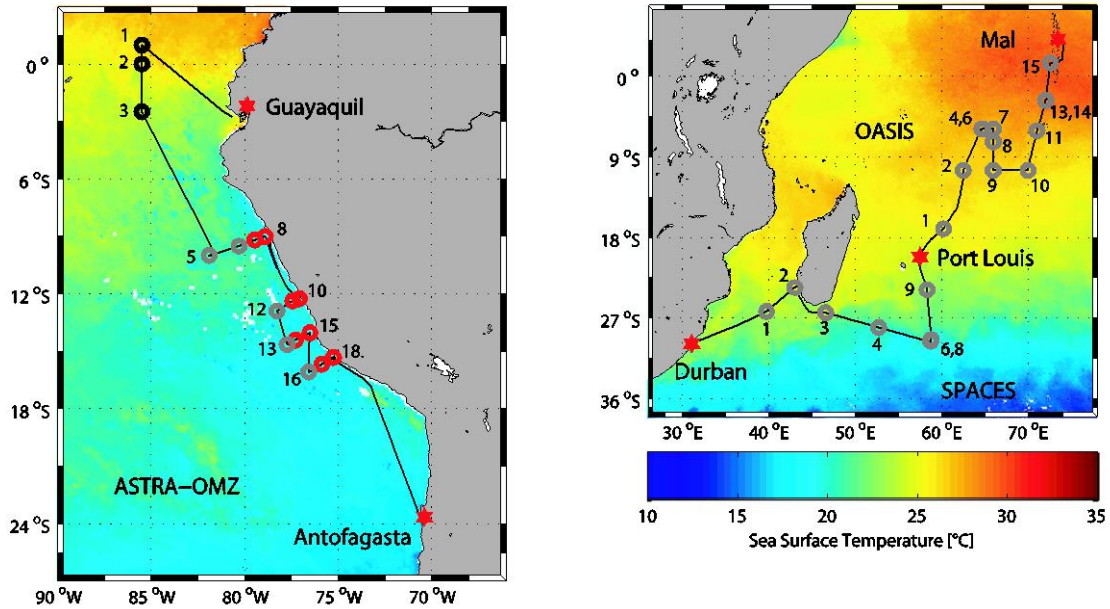 1
2
3
0 °
Guayaquil
6 °S
8
5
12 °S
10
12
15
13
18.
16
18 °S
ASTRA–OMZ
24 °S
Antofagasta
90 °W
85 °W
80 °W
75 °W
70 °W
Mal
15
0 °
OASIS
4,6
7
13,14
8
11
9 °S
2
9
10
1
18 °S
Port Louis
2
9
27 °S
1
3
4
6,8
Durban
SPACES
36 °S
30 °E
40 °E
50 °E
60 °E
70 °E
10
15
20
25
30
35
Sea Surface Temperature [°C]